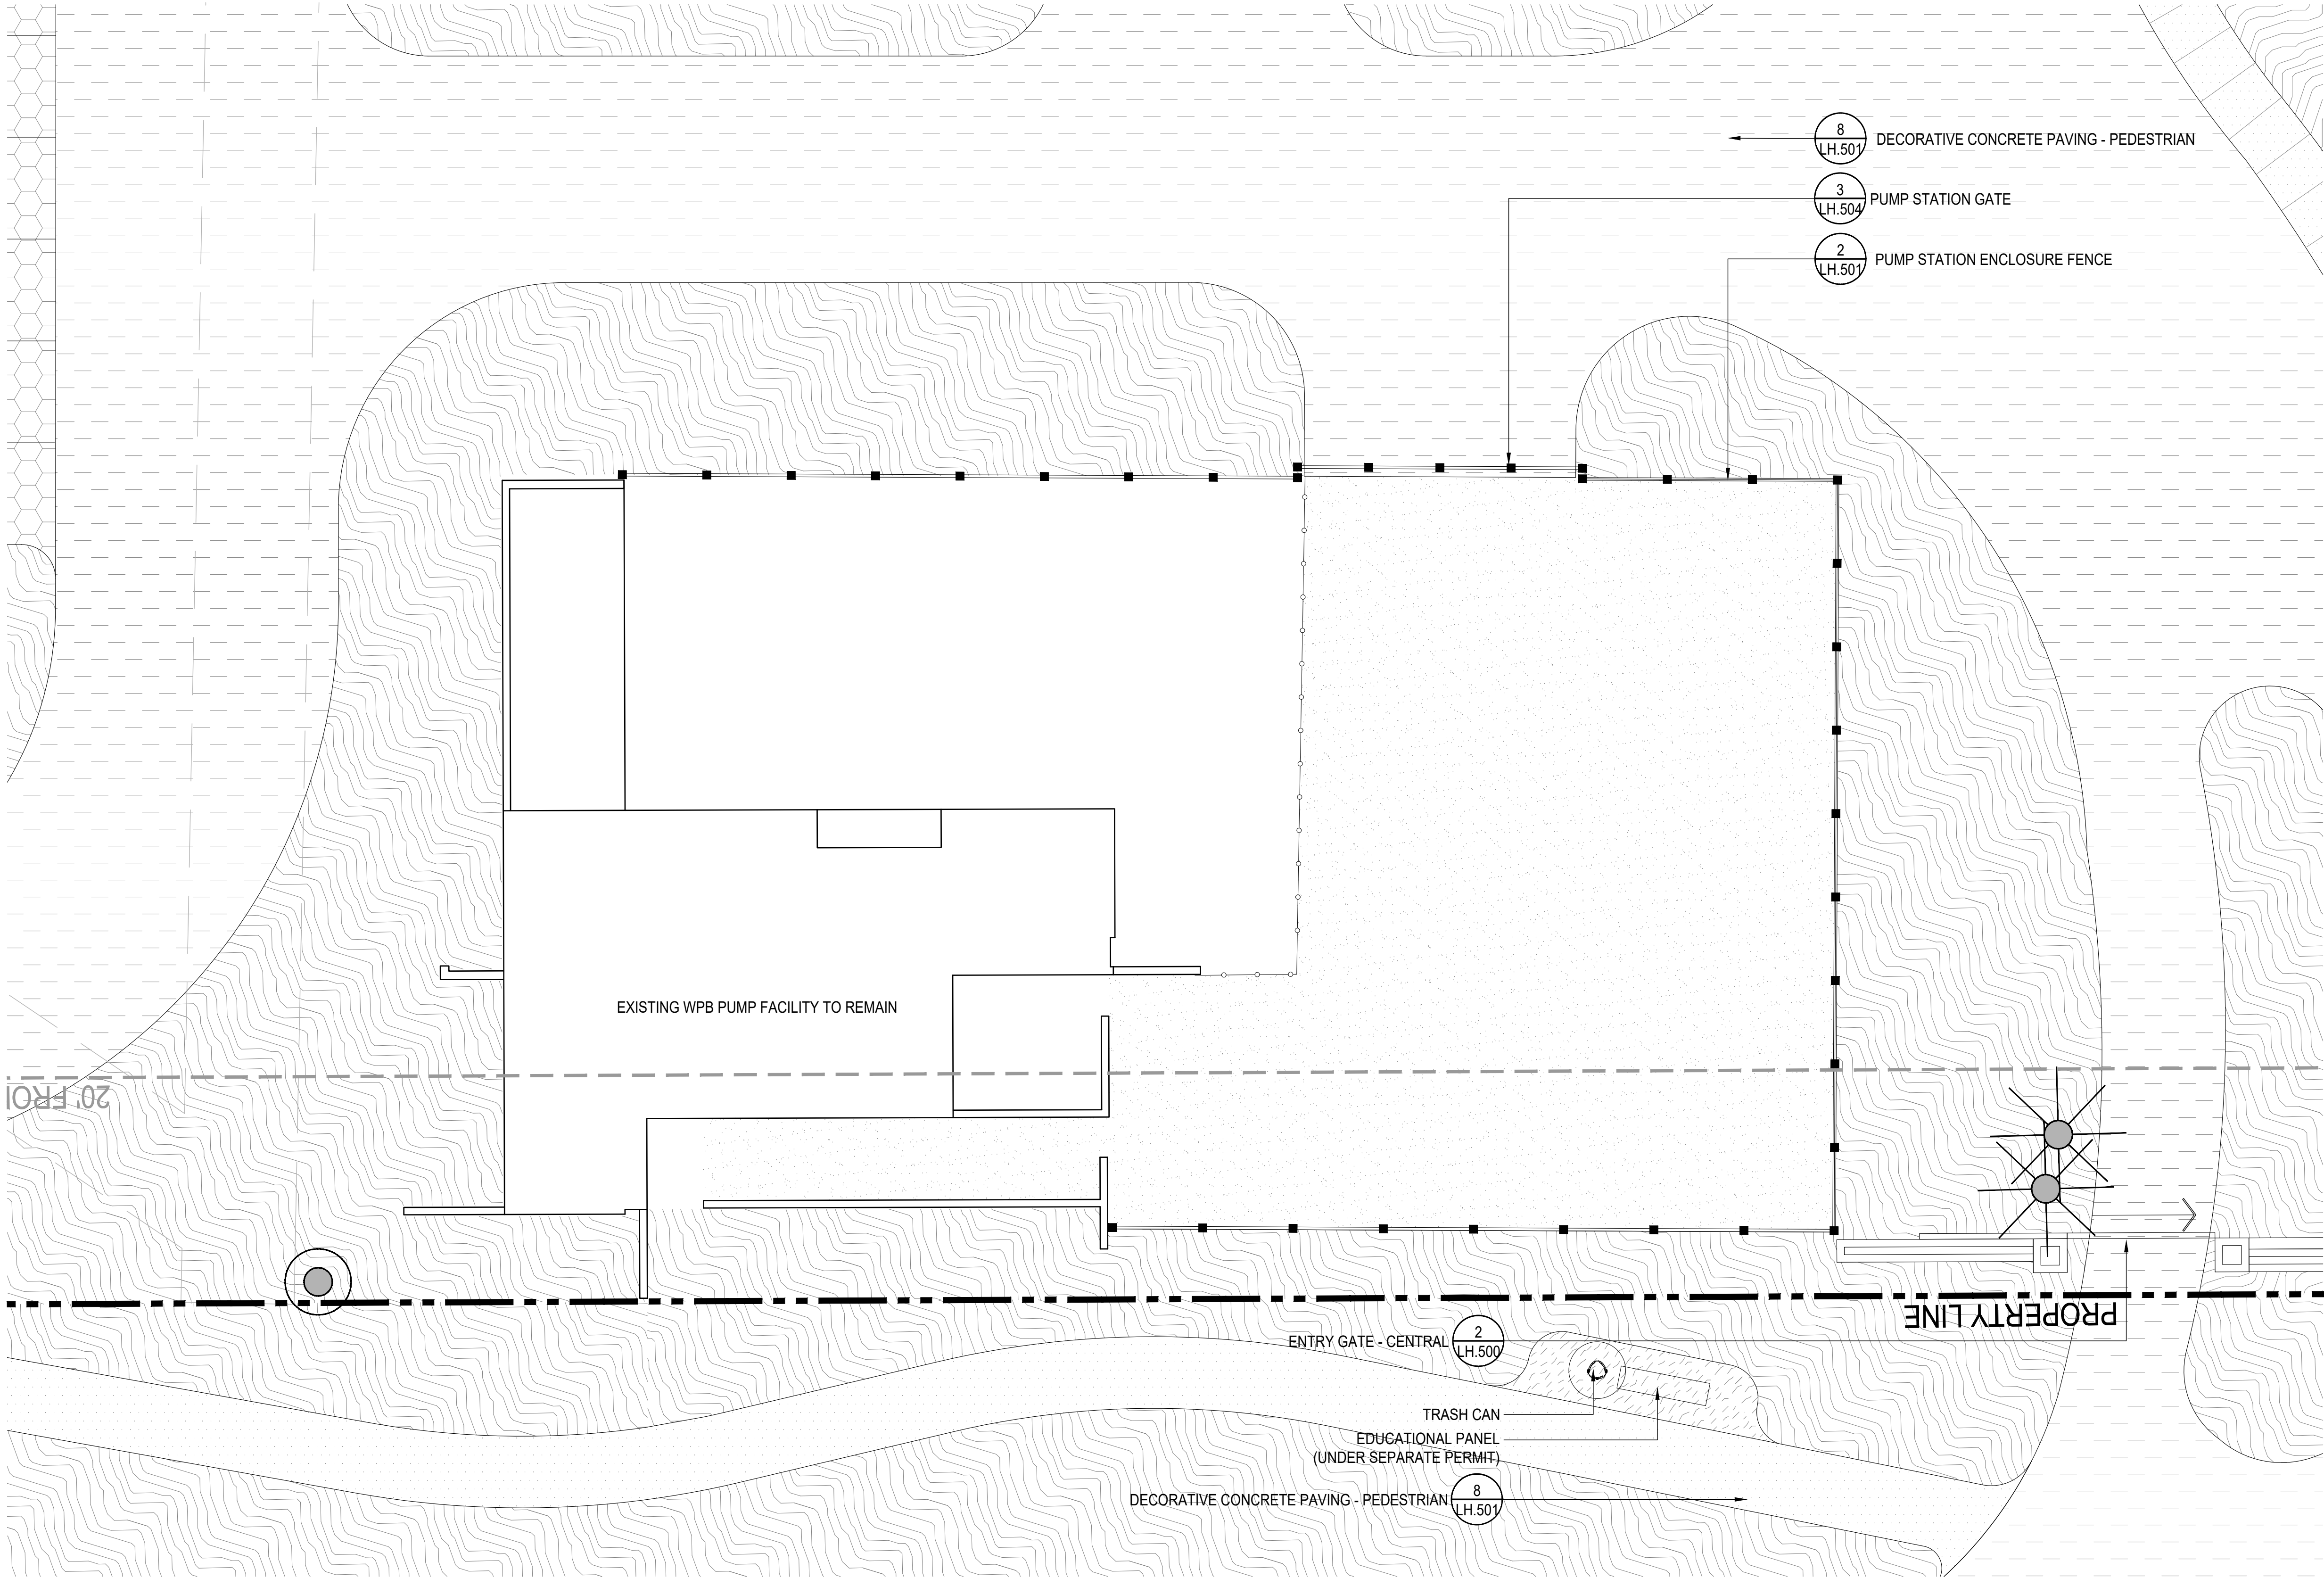 8
LH.501
DECORATIVE CONCRETE PAVING - PEDESTRIAN
3
LH.504
PUMP STATION GATE
2
LH.501
PUMP STATION ENCLOSURE FENCE
EXISTING WPB PUMP FACILITY TO REMAIN
20' FRO
PROPERTY LINE
ENTRY GATE - CENTRAL
2
LH.500
TRASH CAN
EDUCATIONAL PANEL
(UNDER SEPARATE PERMIT)
DECORATIVE CONCRETE PAVING - PEDESTRIAN
8
LH.501